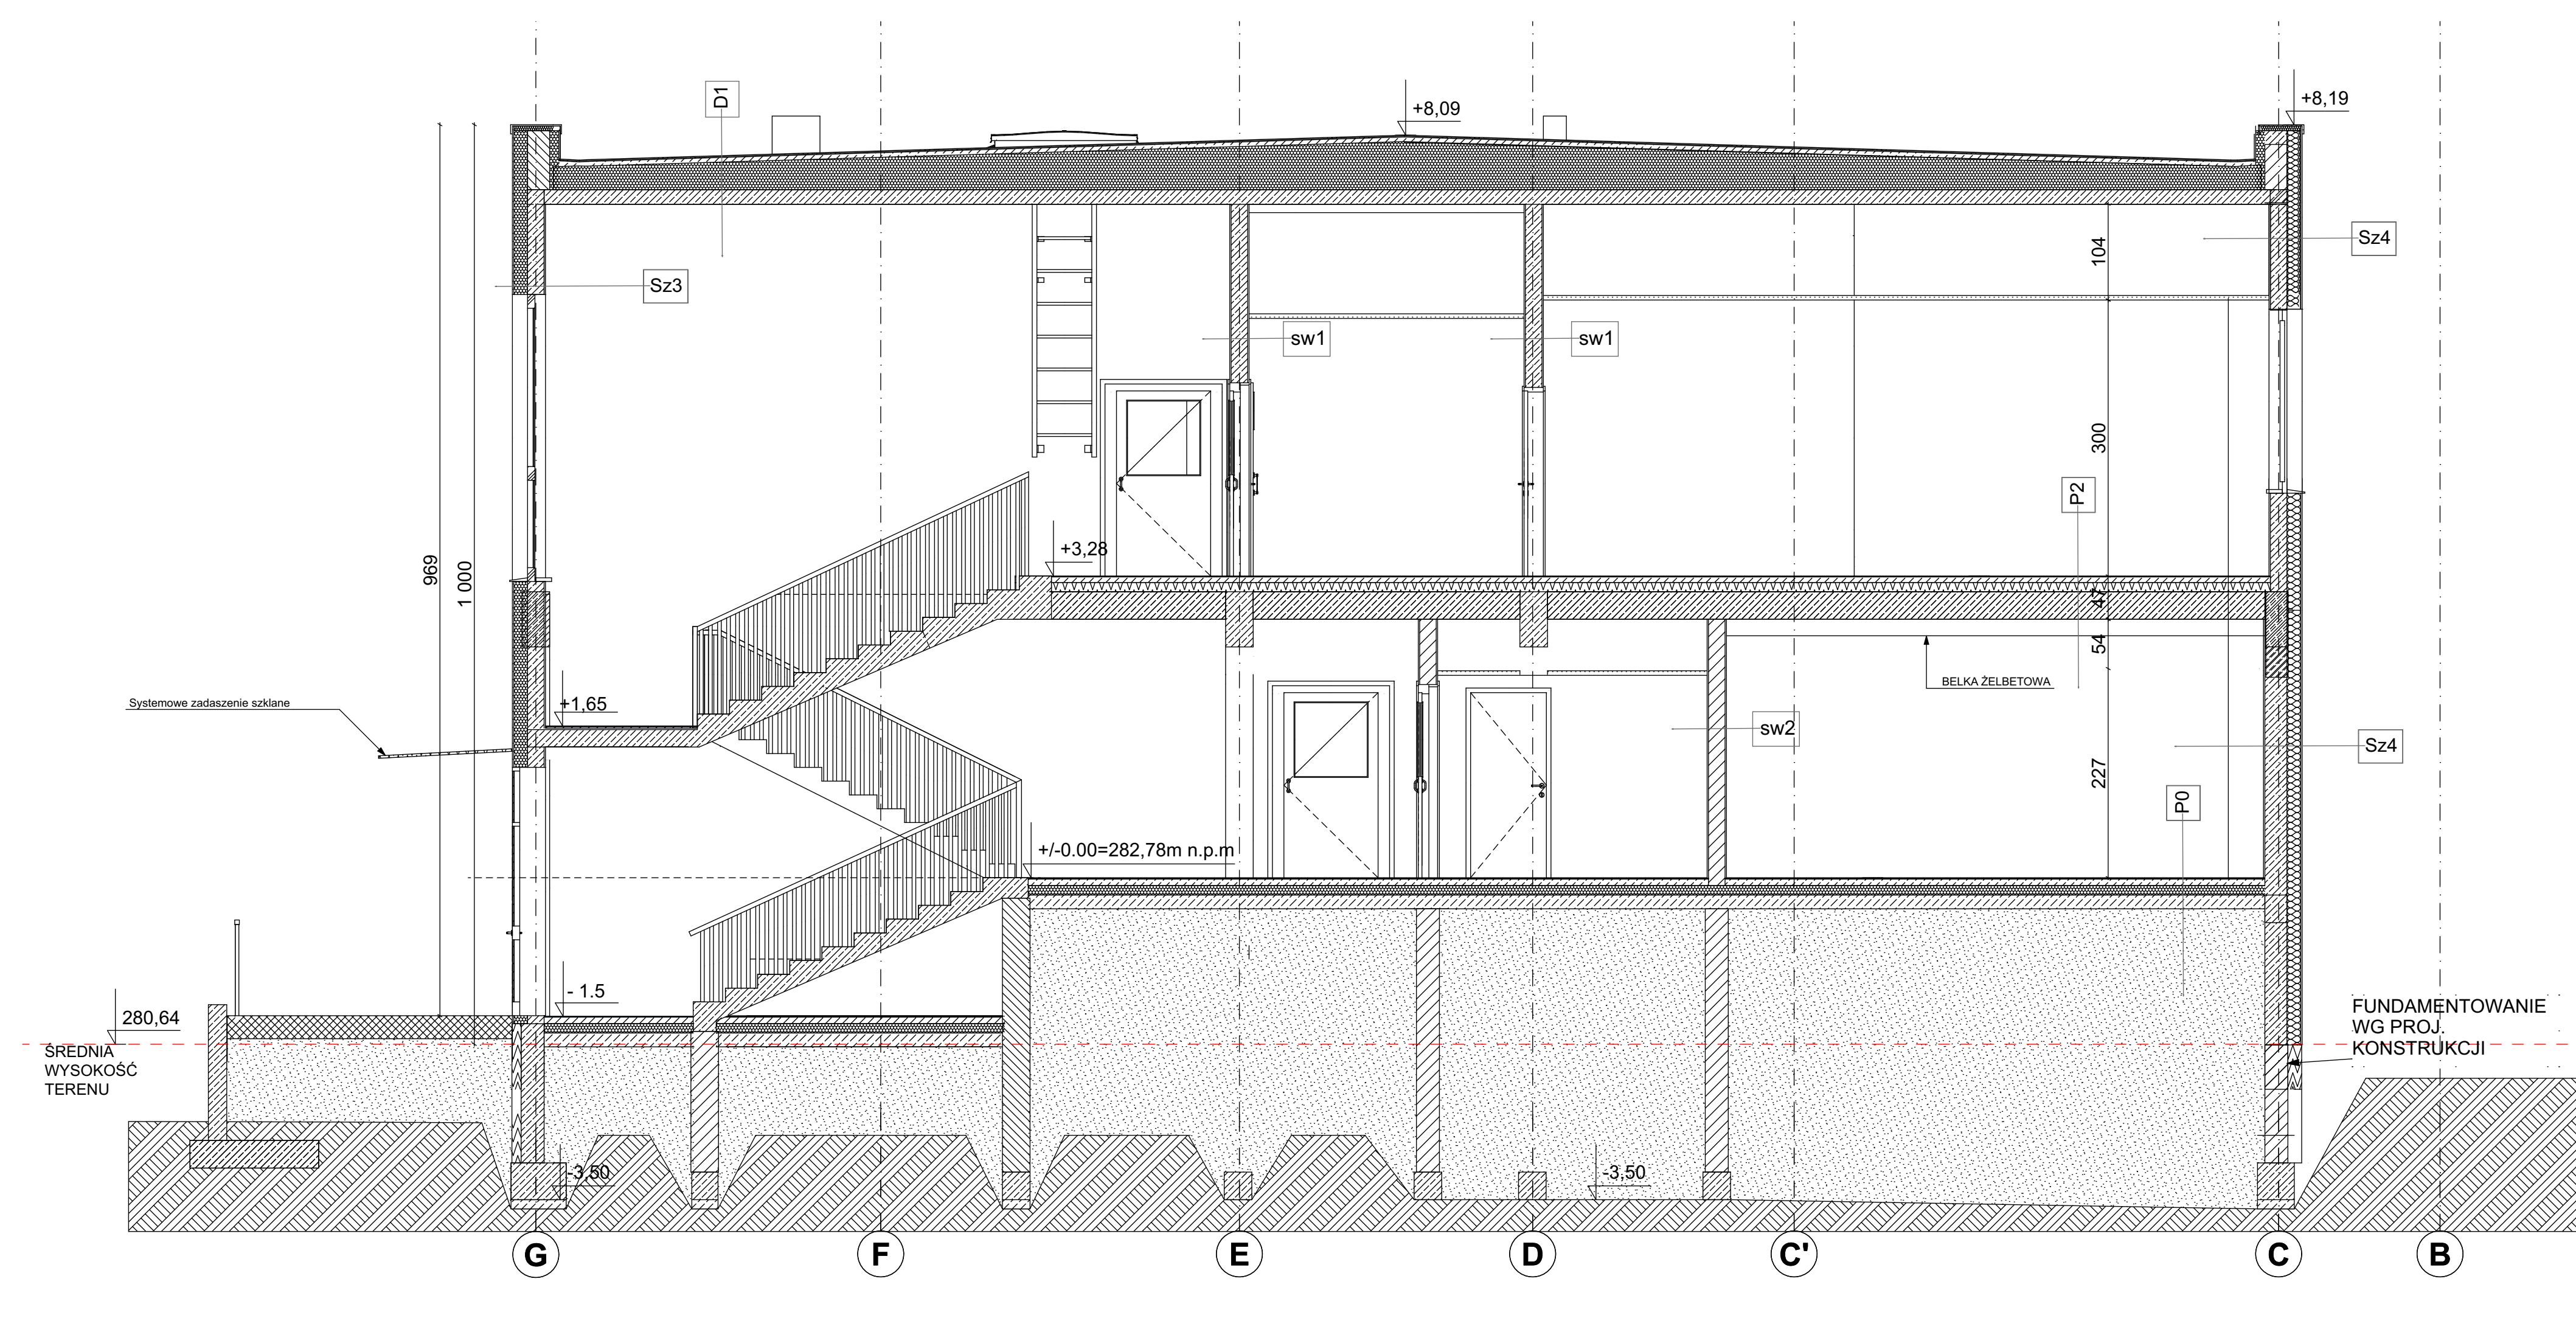 D1
+8,09
+8,19
Sz3
Sz4
104
sw1
sw1
300
P2
969
1 000
+3,28
47
54
BELKA ŻELBETOWA
+1,65
Systemowe zadaszenie szklane
sw2
Sz4
227
P0
+/-0.00=282,78m n.p.m
- 1.5
280,64
ŚREDNIA
WYSOKOŚĆ
TERENU
FUNDAMENTOWANIE
WG PROJ.
KONSTRUKCJI
-3,50
-3,50
G
F
E
D
C'
C
B